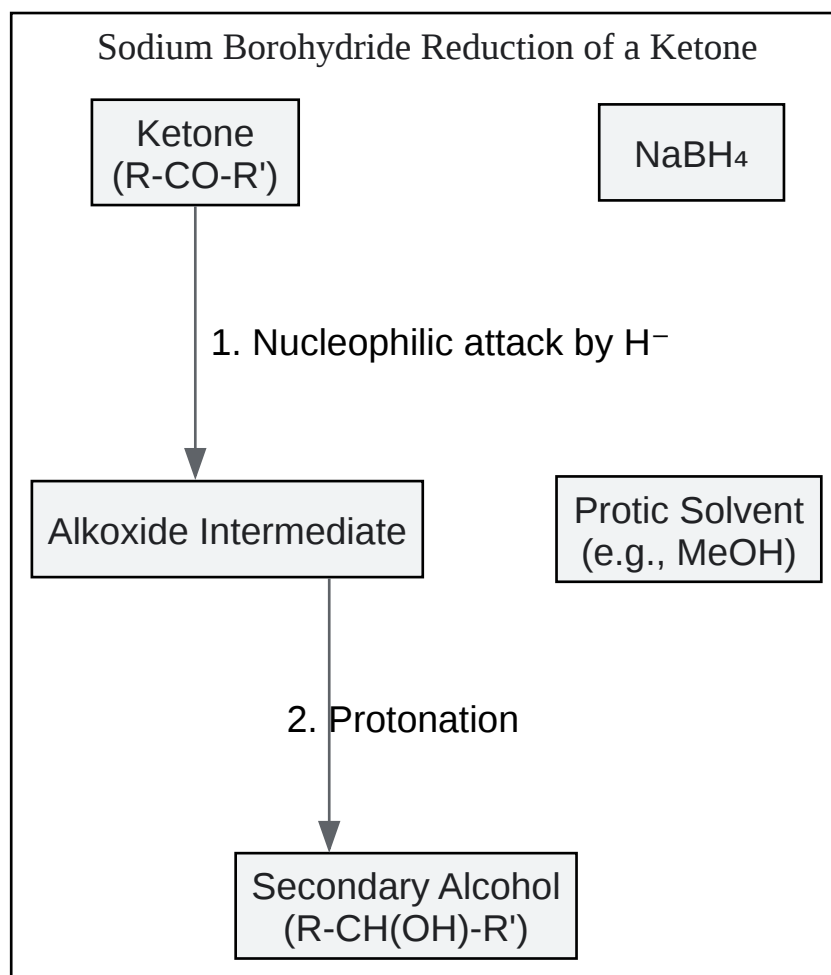 Sodium Borohydride Reduction of a Ketone
Ketone
(R-CO-R')
NaBH₄
1. Nucleophilic attack by H⁻
Alkoxide Intermediate
Protic Solvent
(e.g., MeOH)
2. Protonation
Secondary Alcohol
(R-CH(OH)-R')